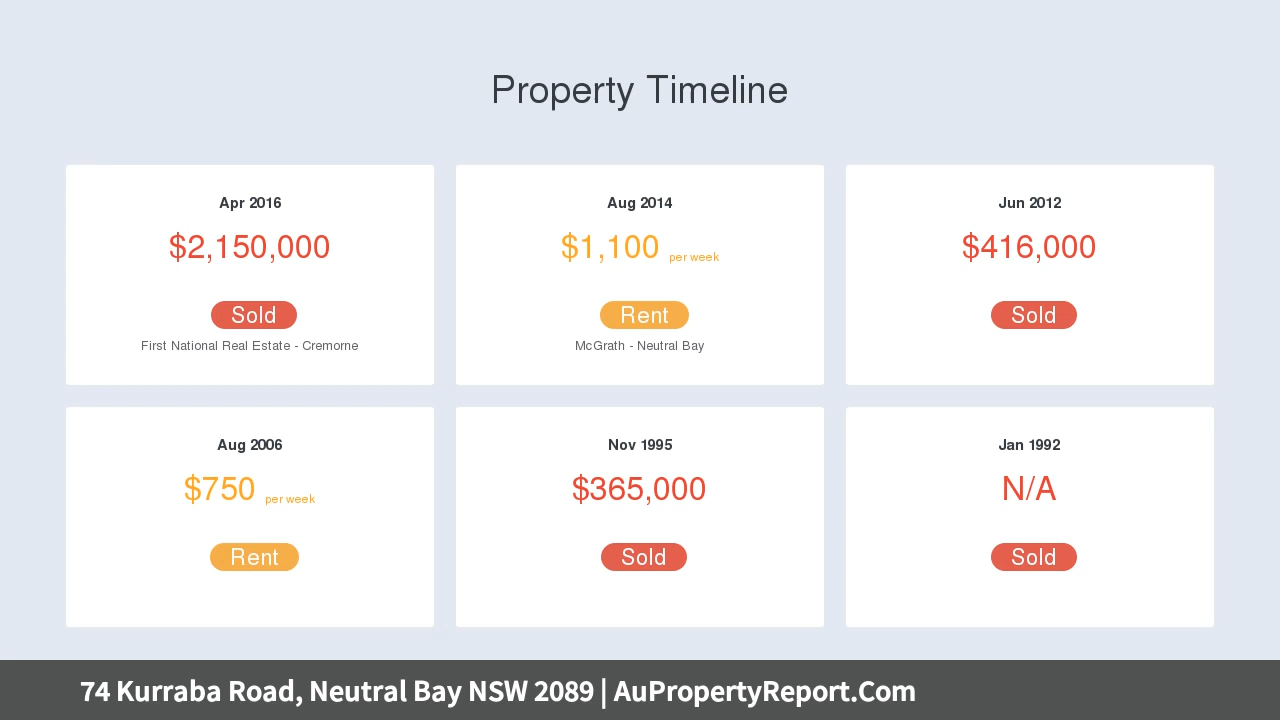 Property Timeline
Apr 2016
$2,150,000
Sold
First National Real Estate - Cremorne
Aug 2014
$1,100 per week
Rent
McGrath - Neutral Bay
Jun 2012
$416,000
Sold
Aug 2006
$750 per week
Rent
Nov 1995
$365,000
Sold
Jan 1992
N/A
Sold
74 Kurraba Road, Neutral Bay NSW 2089 | AuPropertyReport.Com